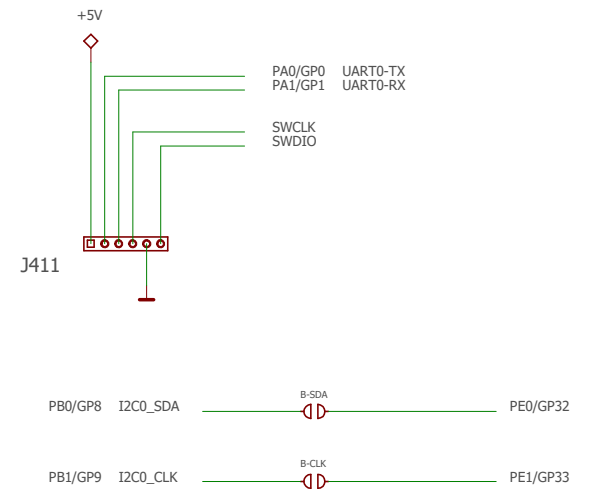 +5V
PA0/GP0 UART0-TX
PA1/GP1 UART0-RX
SWCLK
SWDIO
J411
B-SDA
PB0/GP8 I2C0_SDA PE0/GP32
B-CLK
PB1/GP9 I2C0_CLK PE1/GP33